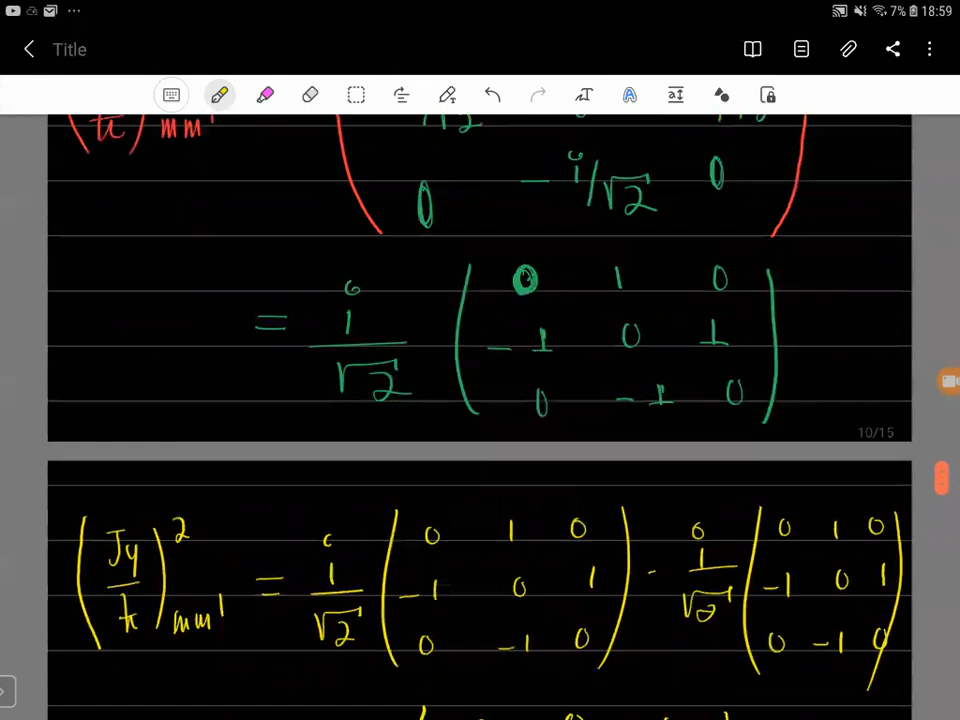 7% 18:59
Title
ħ ) mm'
0 - i/√2 0
= i/√2 ( 0 1 0
- 1 0 1
0 - 1 0 )
10/15
( Jy/ħ )² mm' = i/√2 ( 0 1 0
-1 0 1
0 -1 0 ) · i/√2 ( 0 1 0
-1 0 1
0 -1 0 )